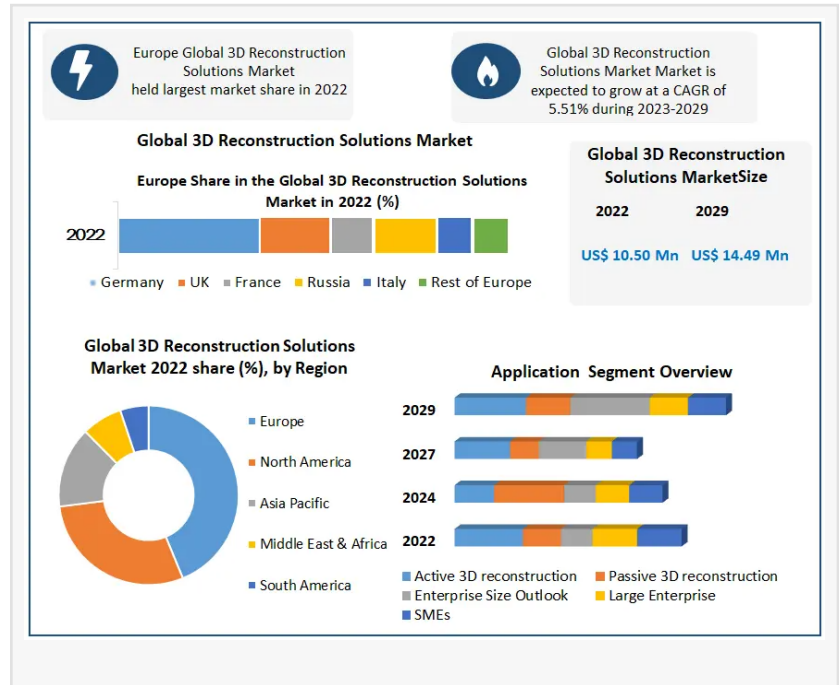 Europe Global 3D Reconstruction
Solutions Market
held largest market share in 2022
Global 3D Reconstruction
Solutions Market Market is
expected to grow at a CAGR of
5.51% during 2023-2029
Global 3D Reconstruction Solutions Market
Europe Share in the Global 3D Reconstruction Solutions
Market in 2022 (%)
2022
Germany UK France Russia Italy Rest of Europe
Global 3D Reconstruction
Solutions MarketSize
2022 2029
US$ 10.50 Mn US$ 14.49 Mn
Global 3D Reconstruction Solutions
Market 2022 share (%), by Region
Europe
North America
Asia Pacific
Middle East & Africa
South America
Application Segment Overview
2029
2027
2024
2022
Active 3D reconstruction Passive 3D reconstruction
Enterprise Size Outlook Large Enterprise
SMEs